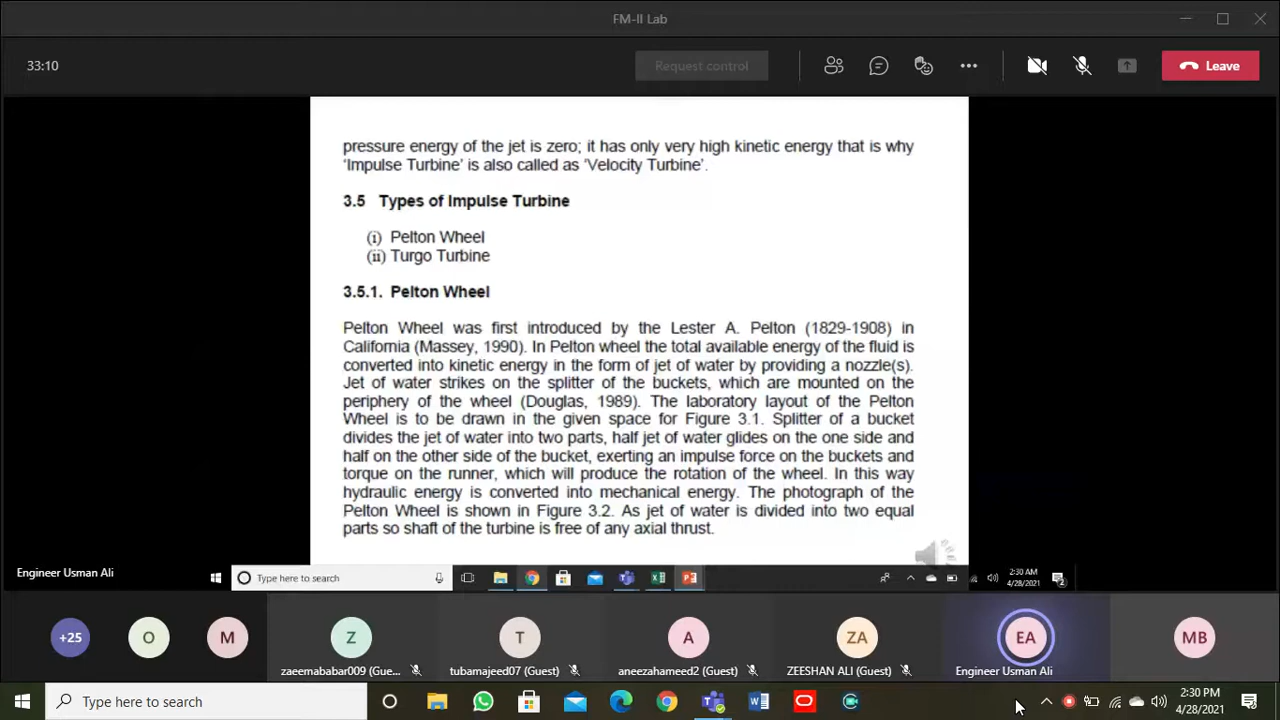 FM-II Lab
33:10
Request control
Leave
pressure energy of the jet is zero; it has only very high kinetic energy that is why
‘Impulse Turbine’ is also called as ‘Velocity Turbine’.
3.5 Types of Impulse Turbine
(i) Pelton Wheel
(ii) Turgo Turbine
3.5.1. Pelton Wheel
Pelton Wheel was first introduced by the Lester A. Pelton (1829-1908) in
California (Massey, 1990). In Pelton wheel the total available energy of the fluid is
converted into kinetic energy in the form of jet of water by providing a nozzle(s).
Jet of water strikes on the splitter of the buckets, which are mounted on the
periphery of the wheel (Douglas, 1989). The laboratory layout of the Pelton
Wheel is to be drawn in the given space for Figure 3.1. Splitter of a bucket
divides the jet of water into two parts, half jet of water glides on the one side and
half on the other side of the bucket, exerting an impulse force on the buckets and
torque on the runner, which will produce the rotation of the wheel. In this way
hydraulic energy is converted into mechanical energy. The photograph of the
Pelton Wheel is shown in Figure 3.2. As jet of water is divided into two equal
parts so shaft of the turbine is free of any axial thrust.
Engineer Usman Ali
Type here to search
2:30 AM
4/28/2021
2
+25
O
M
Z
T
A
ZA
EA
MB
zaeemababar009 (Gue...
tubamajeed07 (Guest)
aneezahameed2 (Guest)
ZEESHAN ALI (Guest)
Engineer Usman Ali
Type here to search
2:30 PM
4/28/2021